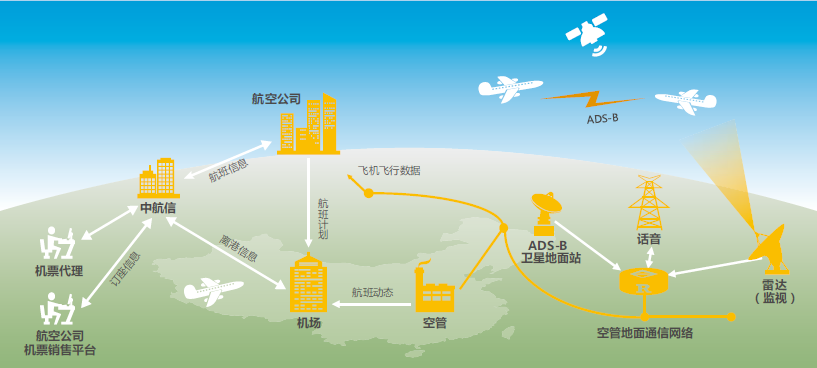 航空公司
ADS-B
航班信息
飞机飞行数据
中航信
航班计划
话音
机票代理
订座信息
离港信息
ADS-B
卫星地面站
雷达
（监视）
航班动态
机场
空管
航空公司
机票销售平台
空管地面通信网络